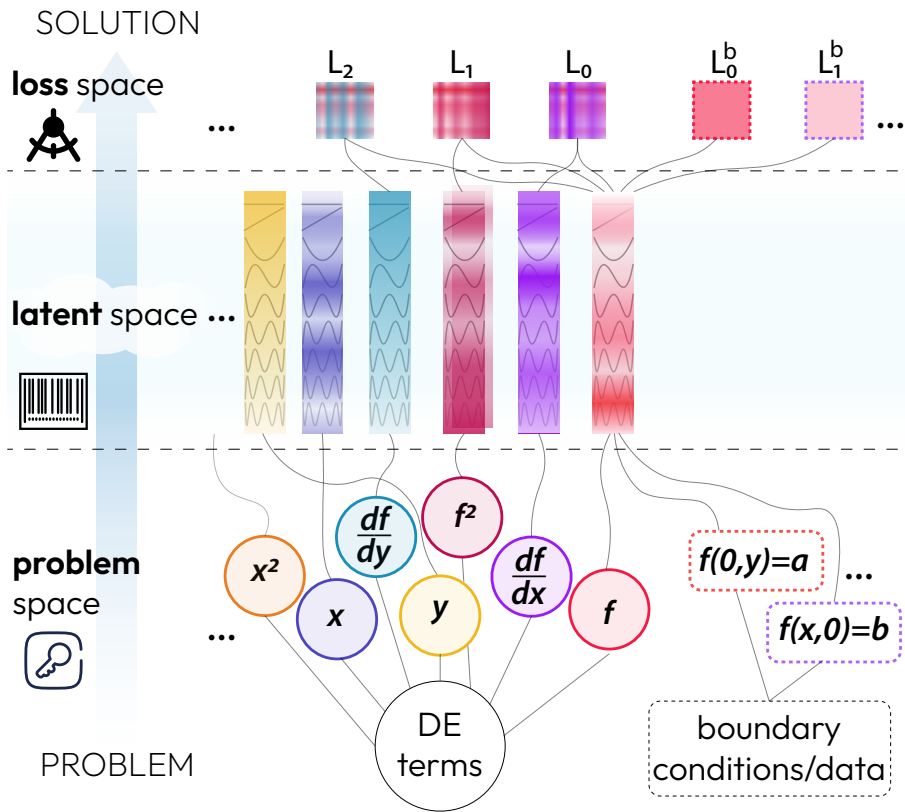 SOLUTION
loss space
...
L₂
L₁
L₀
L₀ᵇ
L₁ᵇ
...
latent space
...
problem
space
...
x²
x
df
dy
f²
y
df
dx
f
f(0,y)=a
...
f(x,0)=b
DE
terms
boundary
conditions/data
PROBLEM